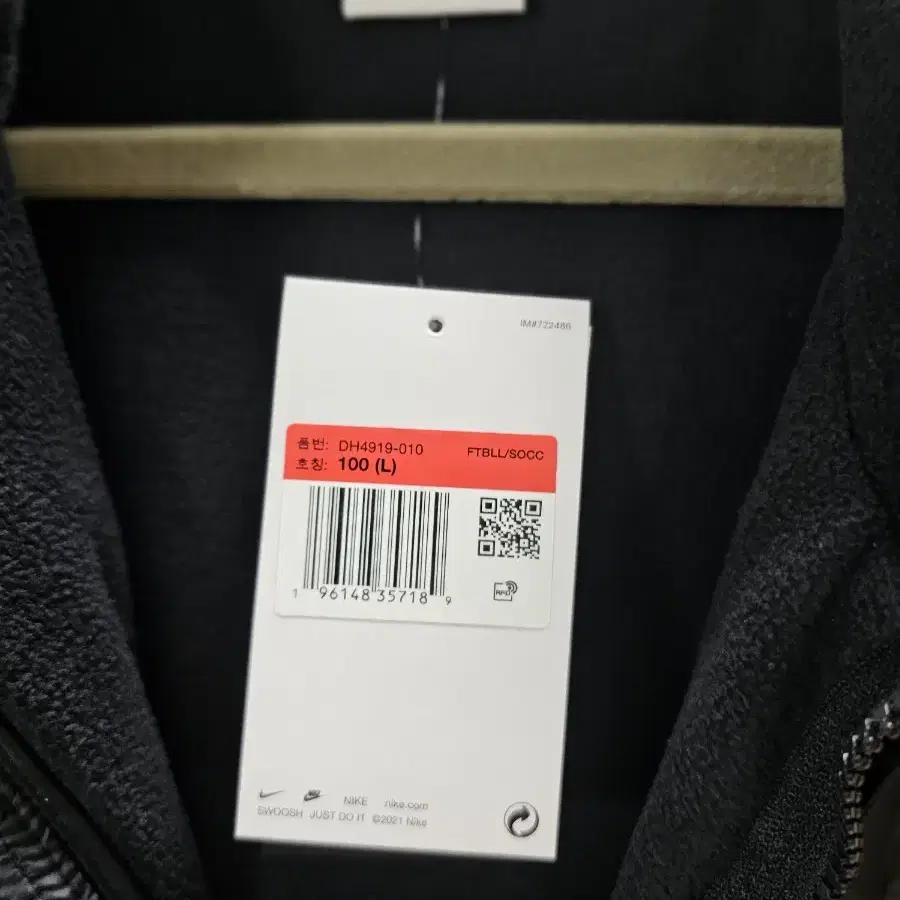 IM#722486
품번: DH4919-010
FTBLL/SOCC
호칭: 100 (L)
1 96148 35718 9
RFID
NIKE nike.com
SWOOSH JUST DO IT ©2021 Nike